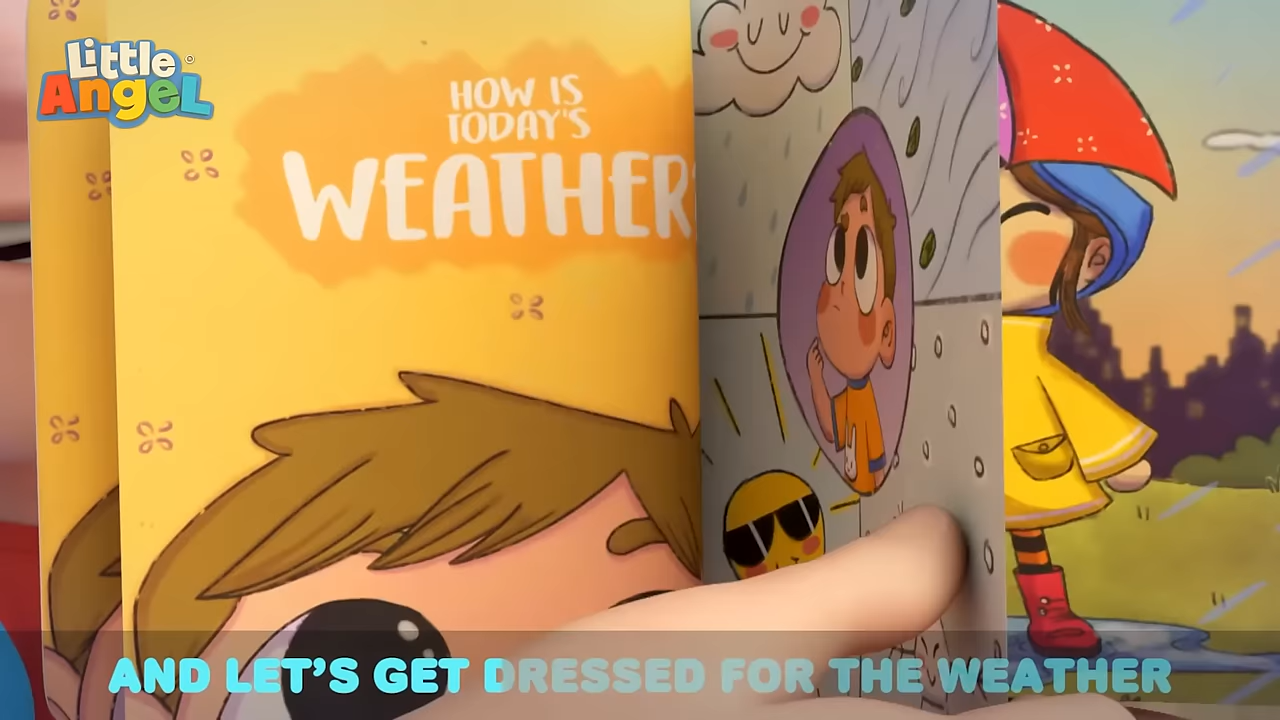 Little
Angel
HOW IS
TODAY'S
WEATHER?
AND LET'S GET DRESSED FOR THE WEATHER